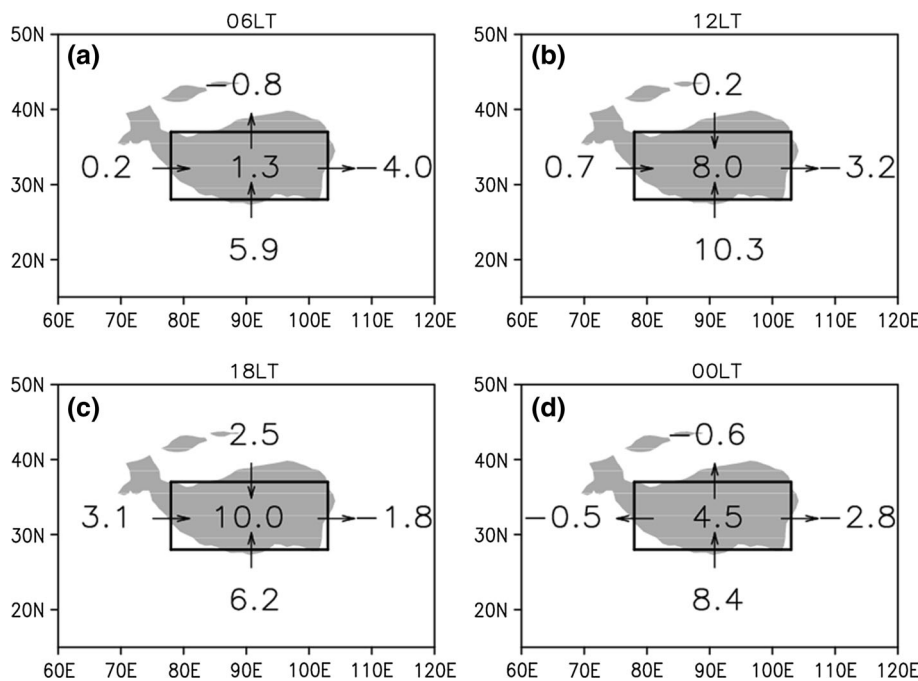 06LT
(a)
50N
40N
30N
20N
−0.8
0.2
1.3
−4.0
5.9
60E 70E 80E 90E 100E 110E 120E
12LT
(b)
50N
40N
30N
20N
0.2
0.7
8.0
−3.2
10.3
60E 70E 80E 90E 100E 110E 120E
18LT
(c)
50N
40N
30N
20N
2.5
3.1
10.0
−1.8
6.2
60E 70E 80E 90E 100E 110E 120E
00LT
(d)
50N
40N
30N
20N
−0.6
−0.5
4.5
−2.8
8.4
60E 70E 80E 90E 100E 110E 120E